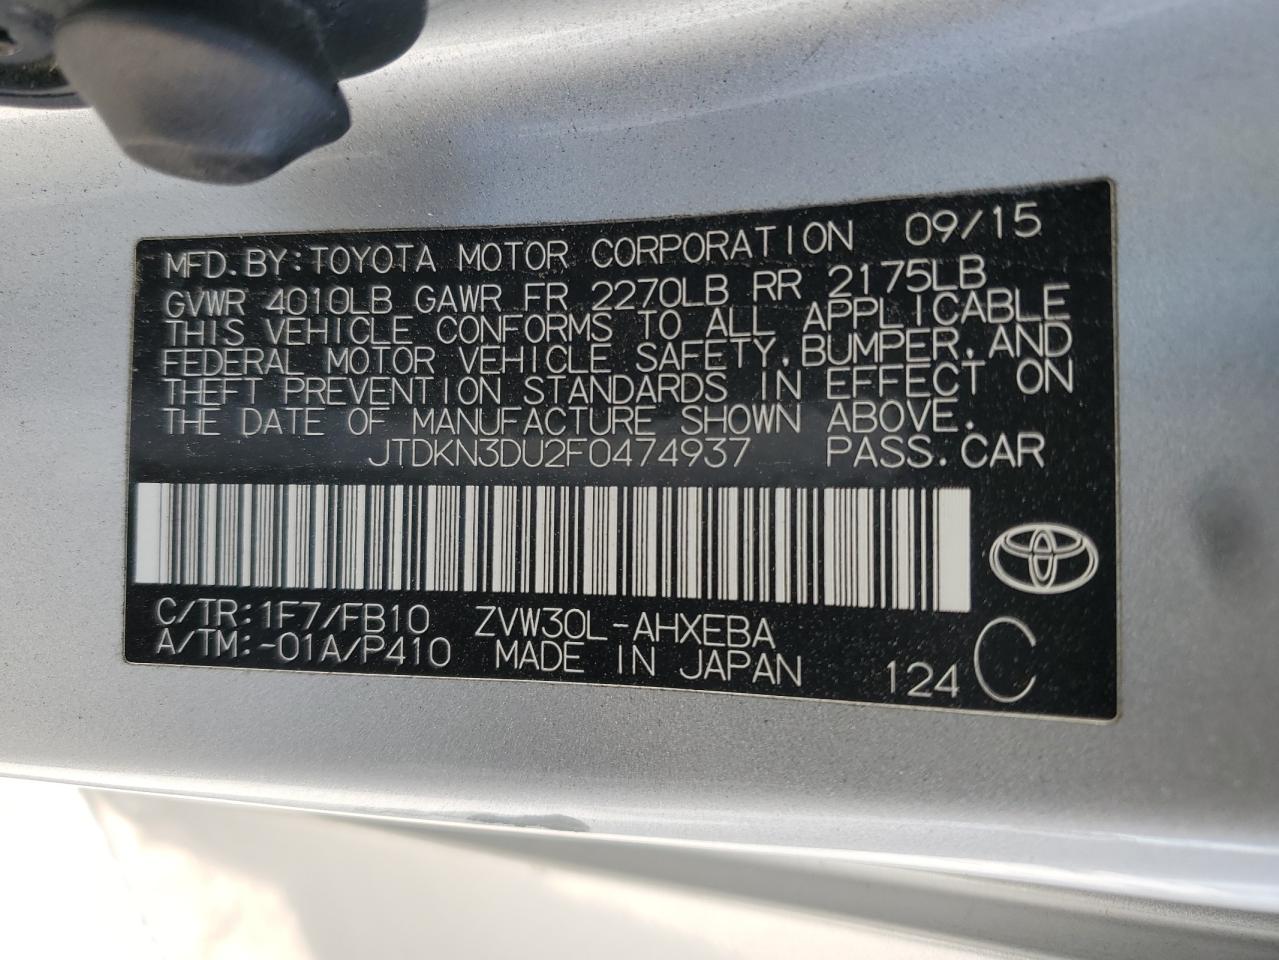 MFD.BY:TOYOTA MOTOR CORPORATION 09/15
GVWR 4010LB GAWR FR 2270LB RR 2175LB
THIS VEHICLE CONFORMS TO ALL APPLICABLE
FEDERAL MOTOR VEHICLE SAFETY,BUMPER,AND
THEFT PREVENTION STANDARDS IN EFFECT ON
THE DATE OF MANUFACTURE SHOWN ABOVE.
JTDKN3DU2F0474937 PASS.CAR
C/TR:1F7/FB10 ZVW30L-AHXEBA
A/TM:-01A/P410 MADE IN JAPAN 124 C